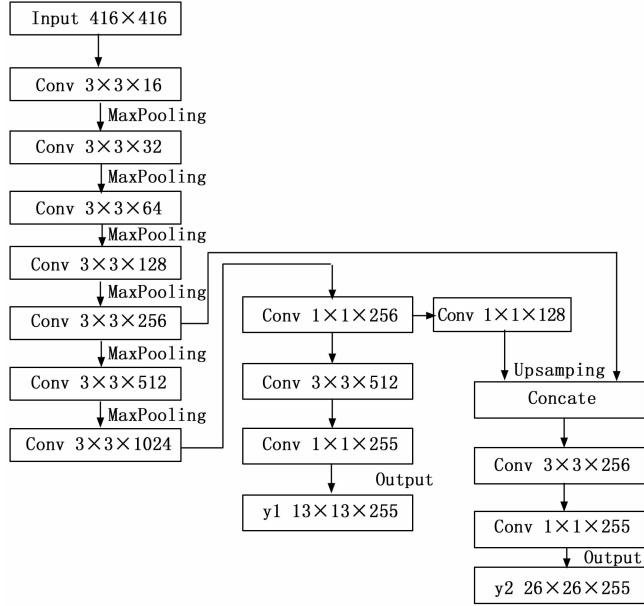 Input 416×416
Conv 3×3×16
MaxPooling
Conv 3×3×32
MaxPooling
Conv 3×3×64
MaxPooling
Conv 3×3×128
MaxPooling
Conv 3×3×256
MaxPooling
Conv 3×3×512
MaxPooling
Conv 3×3×1024
Conv 1×1×256
Conv 3×3×512
Conv 1×1×255
Output
y1 13×13×255
Conv 1×1×128
Upsamping
Concate
Conv 3×3×256
Conv 1×1×255
Output
y2 26×26×255